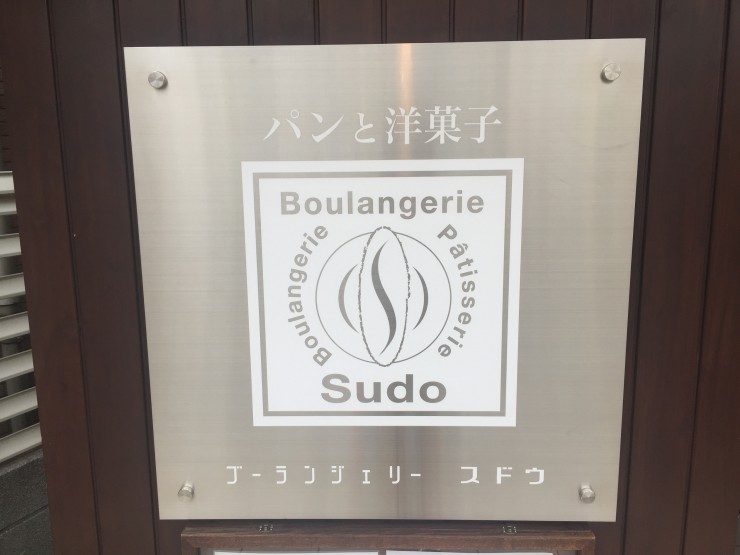 パンと洋菓子
Boulangerie
Boulangerie
Pâtisserie
Sudo
ブーランジェリー スドウ